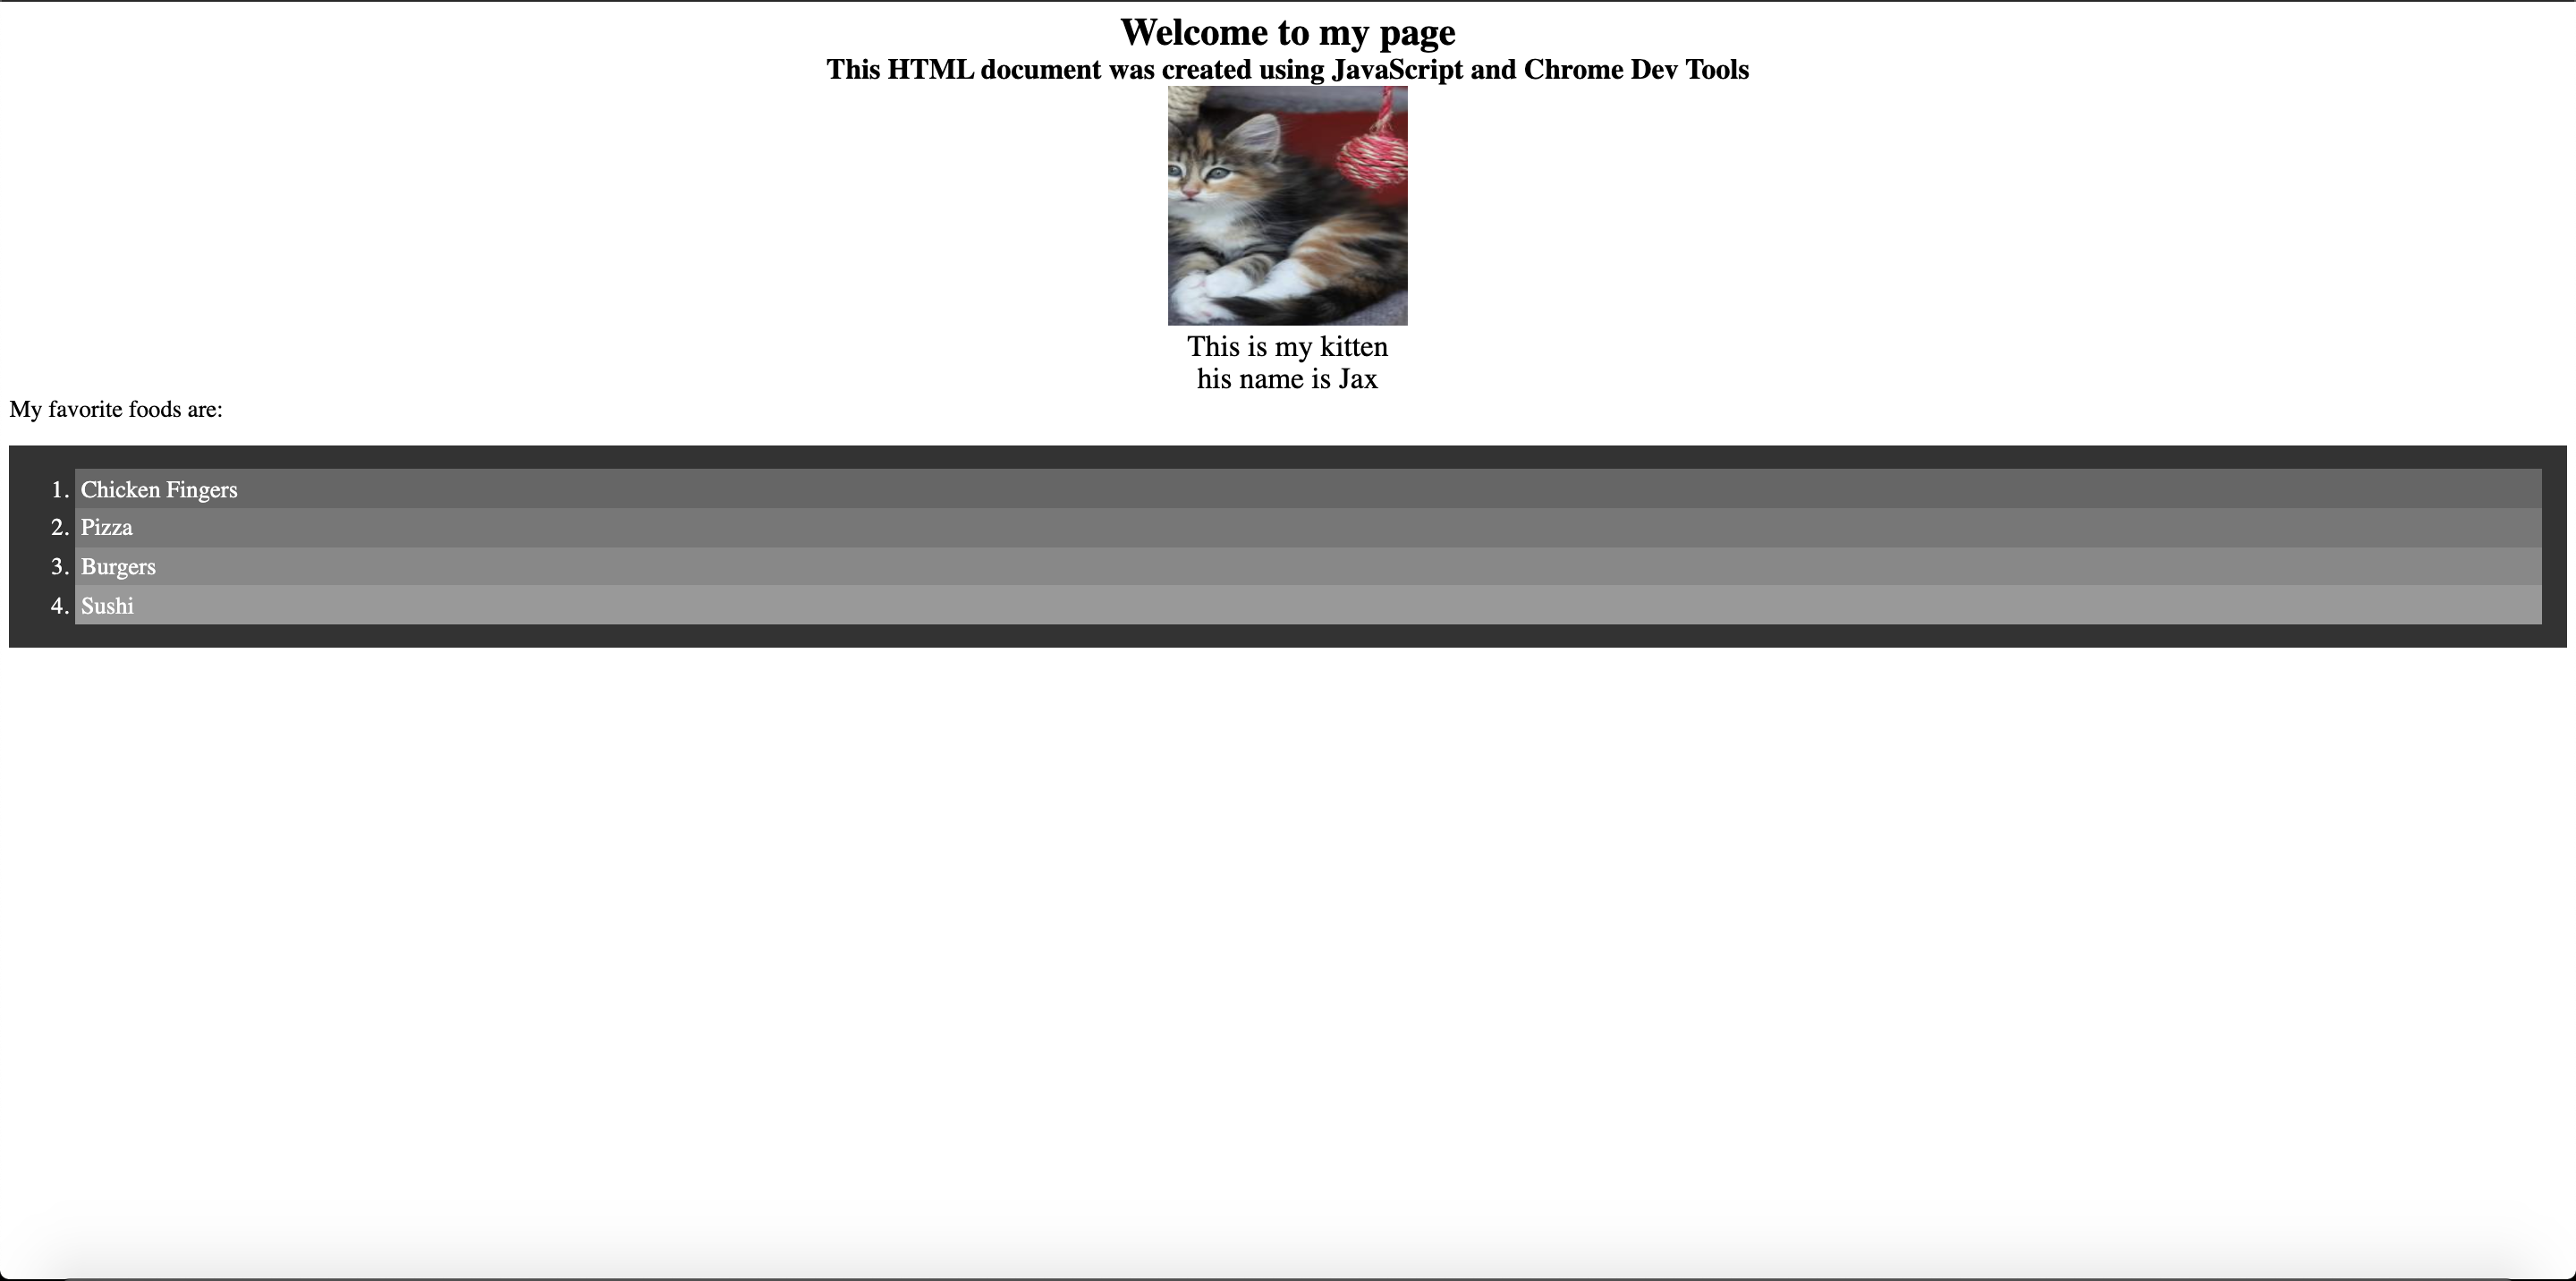 Welcome to my page
This HTML document was created using JavaScript and Chrome Dev Tools
This is my kitten
his name is Jax
My favorite foods are:
1. Chicken Fingers
2. Pizza
3. Burgers
4. Sushi